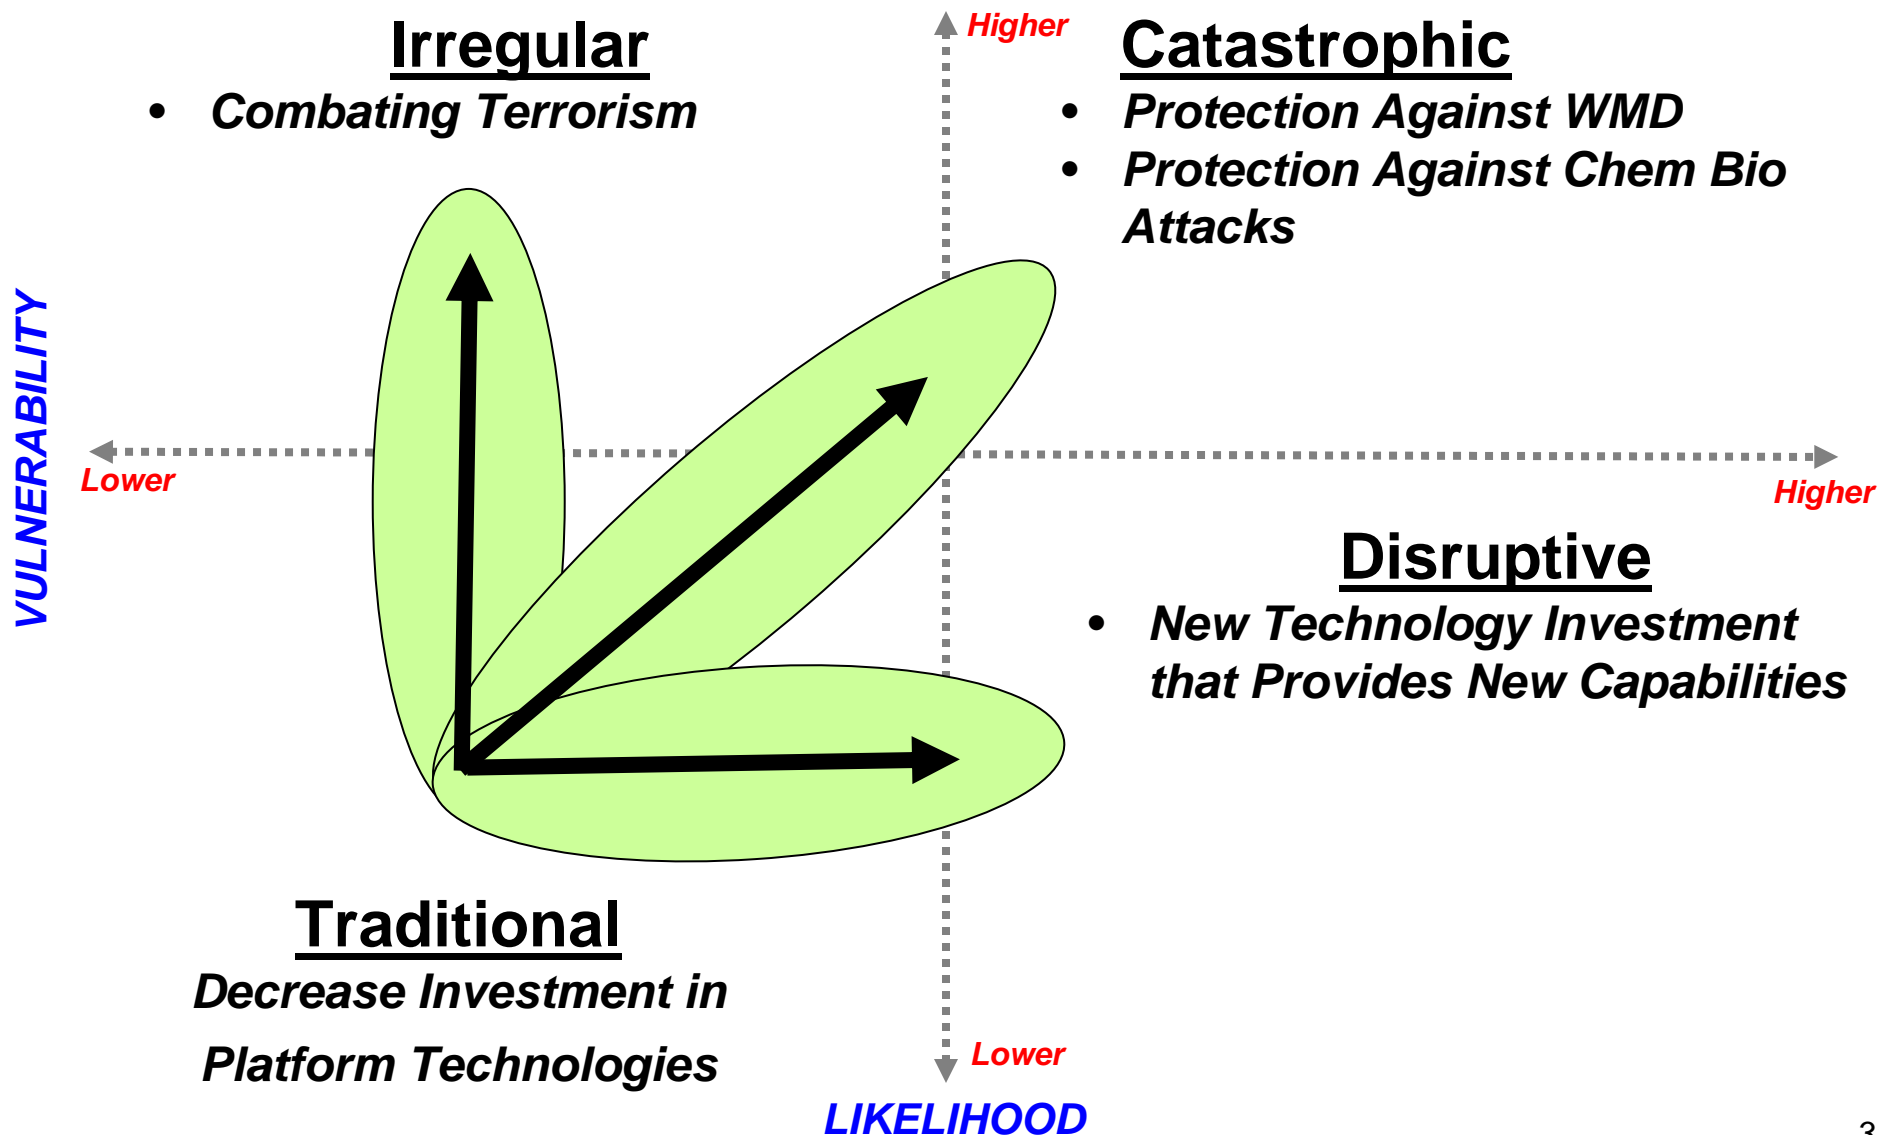 Irregular
• Combating Terrorism
Higher
Catastrophic
• Protection Against WMD
• Protection Against Chem Bio
Attacks
VULNERABILITY
Lower
Higher
Disruptive
• New Technology Investment
that Provides New Capabilities
Traditional
Decrease Investment in
Platform Technologies
Lower
LIKELIHOOD
3